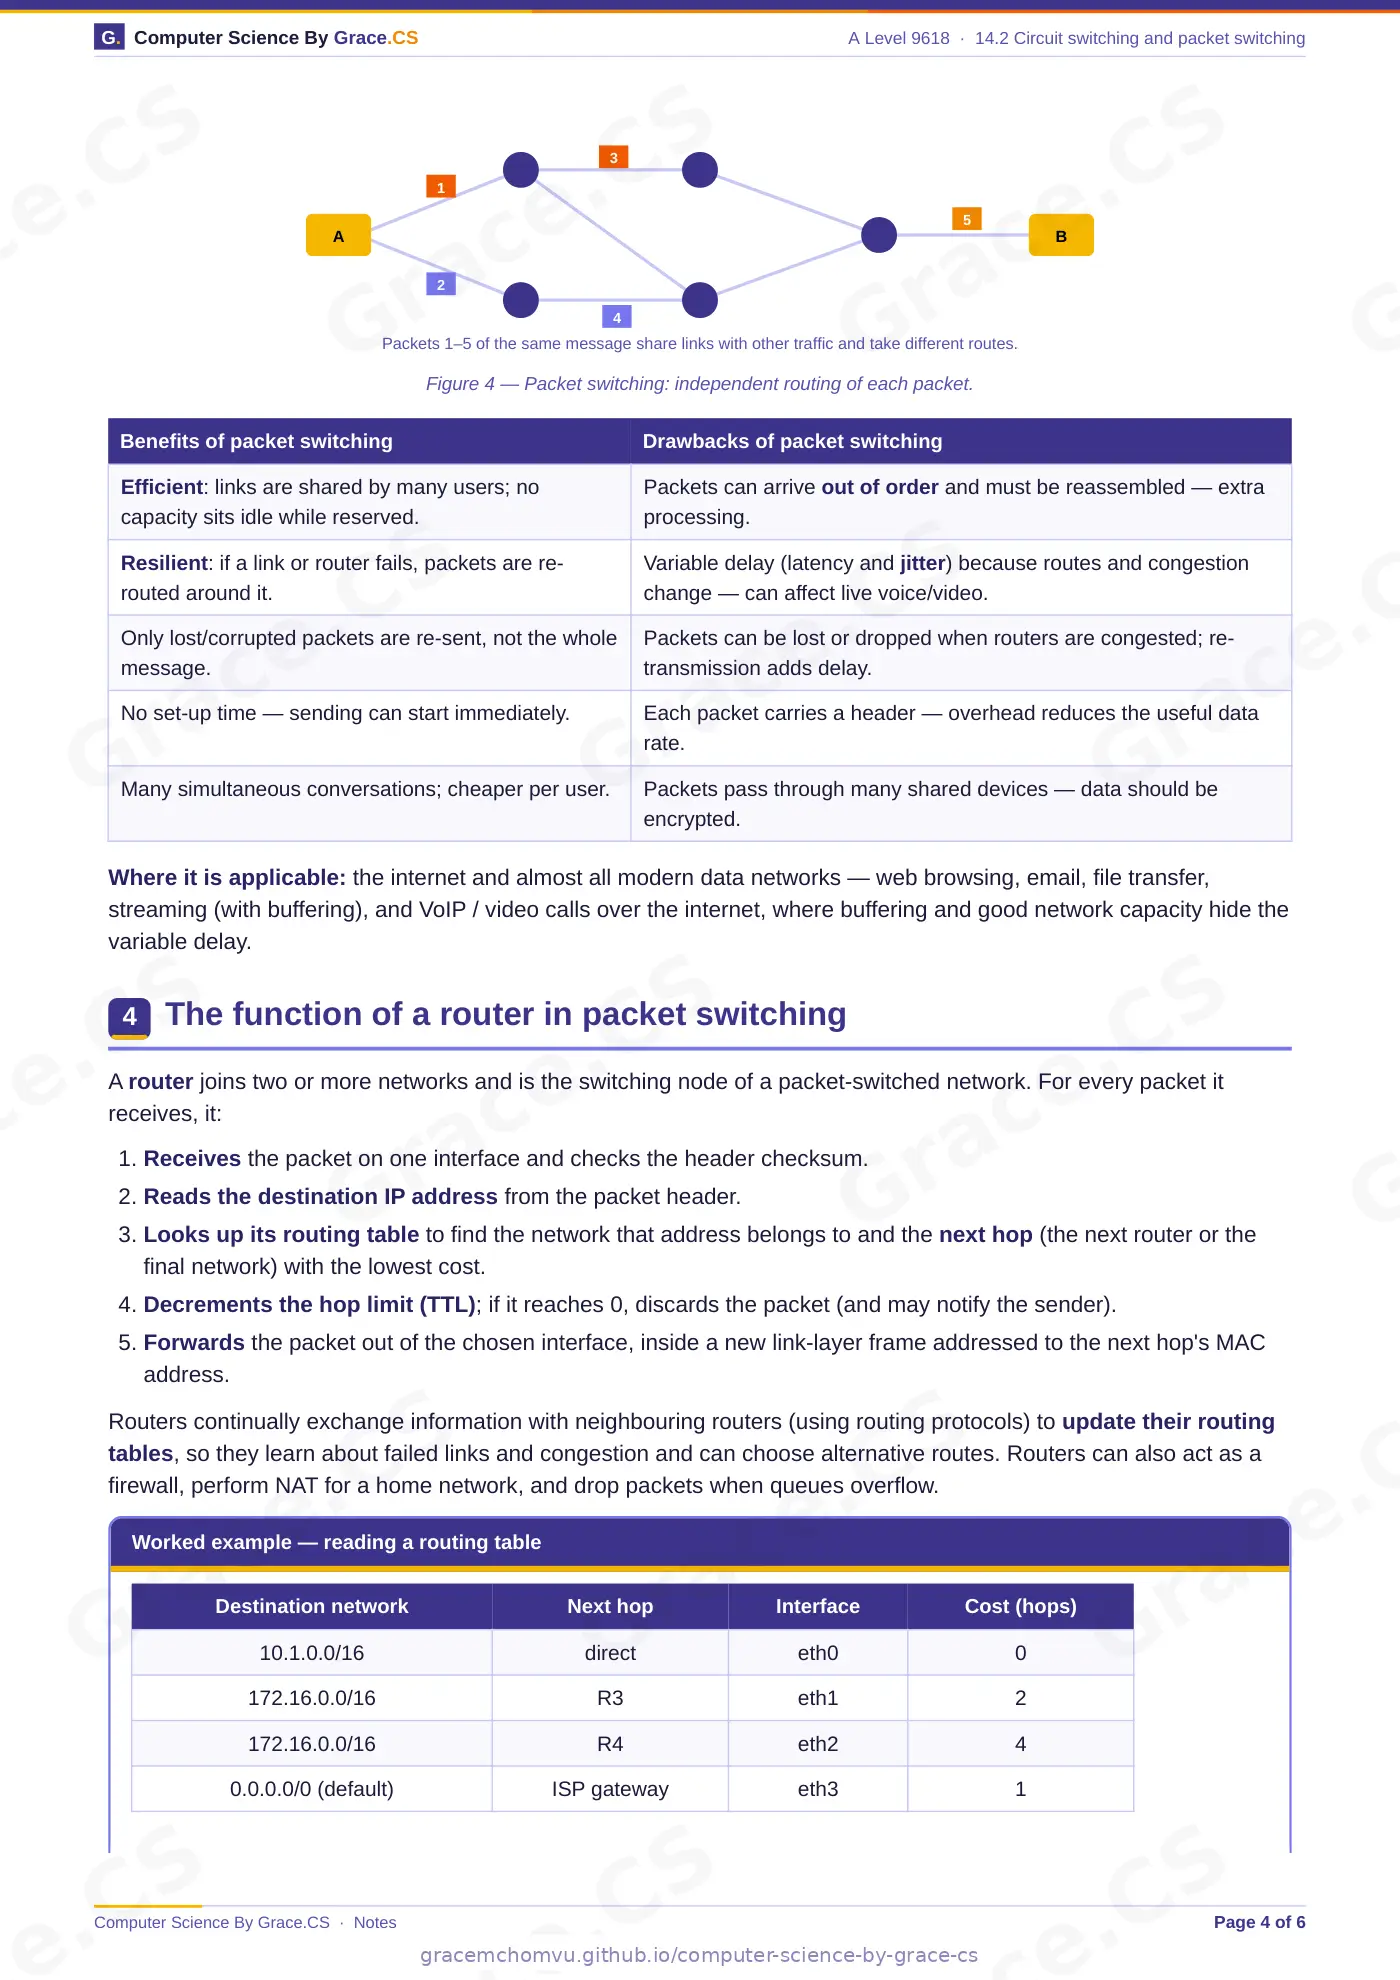 G. Computer Science By Grace.CS
A Level 9618 · 14.2 Circuit switching and packet switching
1
3
A
5
B
2
4
Packets 1–5 of the same message share links with other traffic and take different routes.
Figure 4 — Packet switching: independent routing of each packet.
Benefits of packet switching
Drawbacks of packet switching
Efficient: links are shared by many users; no
capacity sits idle while reserved.
Packets can arrive out of order and must be reassembled — extra
processing.
Resilient: if a link or router fails, packets are re-
routed around it.
Variable delay (latency and jitter) because routes and congestion
change — can affect live voice/video.
Only lost/corrupted packets are re-sent, not the whole
message.
Packets can be lost or dropped when routers are congested; re-
transmission adds delay.
No set-up time — sending can start immediately.
Each packet carries a header — overhead reduces the useful data
rate.
Many simultaneous conversations; cheaper per user.
Packets pass through many shared devices — data should be
encrypted.
Where it is applicable: the internet and almost all modern data networks — web browsing, email, file transfer,
streaming (with buffering), and VoIP / video calls over the internet, where buffering and good network capacity hide the
variable delay.
4 The function of a router in packet switching
A router joins two or more networks and is the switching node of a packet-switched network. For every packet it
receives, it:
1. Receives the packet on one interface and checks the header checksum.
2. Reads the destination IP address from the packet header.
3. Looks up its routing table to find the network that address belongs to and the next hop (the next router or the
final network) with the lowest cost.
4. Decrements the hop limit (TTL); if it reaches 0, discards the packet (and may notify the sender).
5. Forwards the packet out of the chosen interface, inside a new link-layer frame addressed to the next hop's MAC
address.
Routers continually exchange information with neighbouring routers (using routing protocols) to update their routing
tables, so they learn about failed links and congestion and can choose alternative routes. Routers can also act as a
firewall, perform NAT for a home network, and drop packets when queues overflow.
Worked example — reading a routing table
Destination network Next hop Interface Cost (hops)
10.1.0.0/16 direct eth0 0
172.16.0.0/16 R3 eth1 2
172.16.0.0/16 R4 eth2 4
0.0.0.0/0 (default) ISP gateway eth3 1
Computer Science By Grace.CS · Notes
Page 4 of 6
gracemchomvu.github.io/computer-science-by-grace-cs